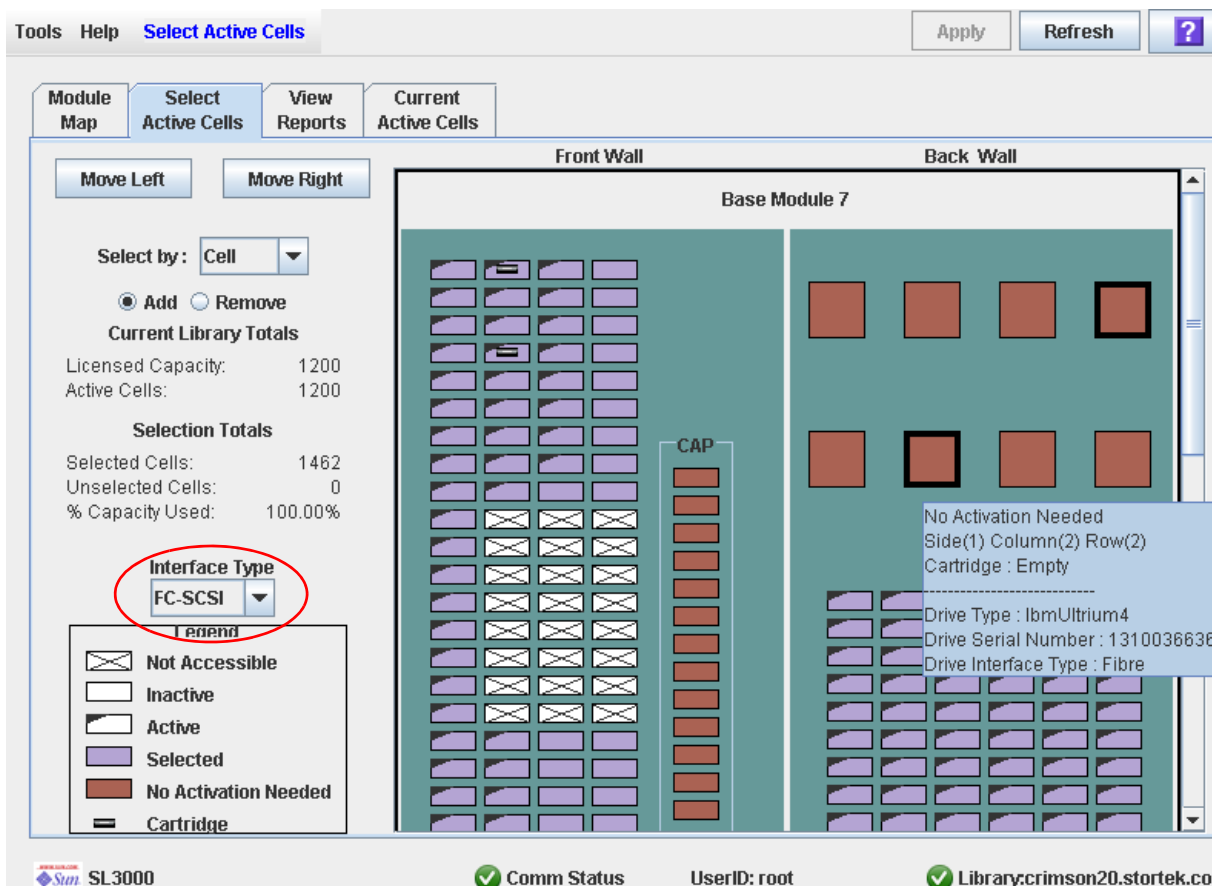 Tools Help Select Active Cells Apply Refresh ?
Module Map
Select Active Cells
View Reports
Current Active Cells
Move Left Move Right
Select by : Cell
Add Remove
Current Library Totals
Licensed Capacity: 1200
Active Cells: 1200
Selection Totals
Selected Cells: 1462
Unselected Cells: 0
% Capacity Used: 100.00%
Interface Type
FC-SCSI
Legend
Not Accessible
Inactive
Active
Selected
No Activation Needed
Cartridge
Front Wall Back Wall
Base Module 7
CAP
No Activation Needed
Side(1) Column(2) Row(2)
Cartridge : Empty
----------------------------
Drive Type : IbmUltrium4
Drive Serial Number : 1310036636
Drive Interface Type : Fibre
Sun SL3000 Comm Status UserID: root Library:crimson20.stortek.co